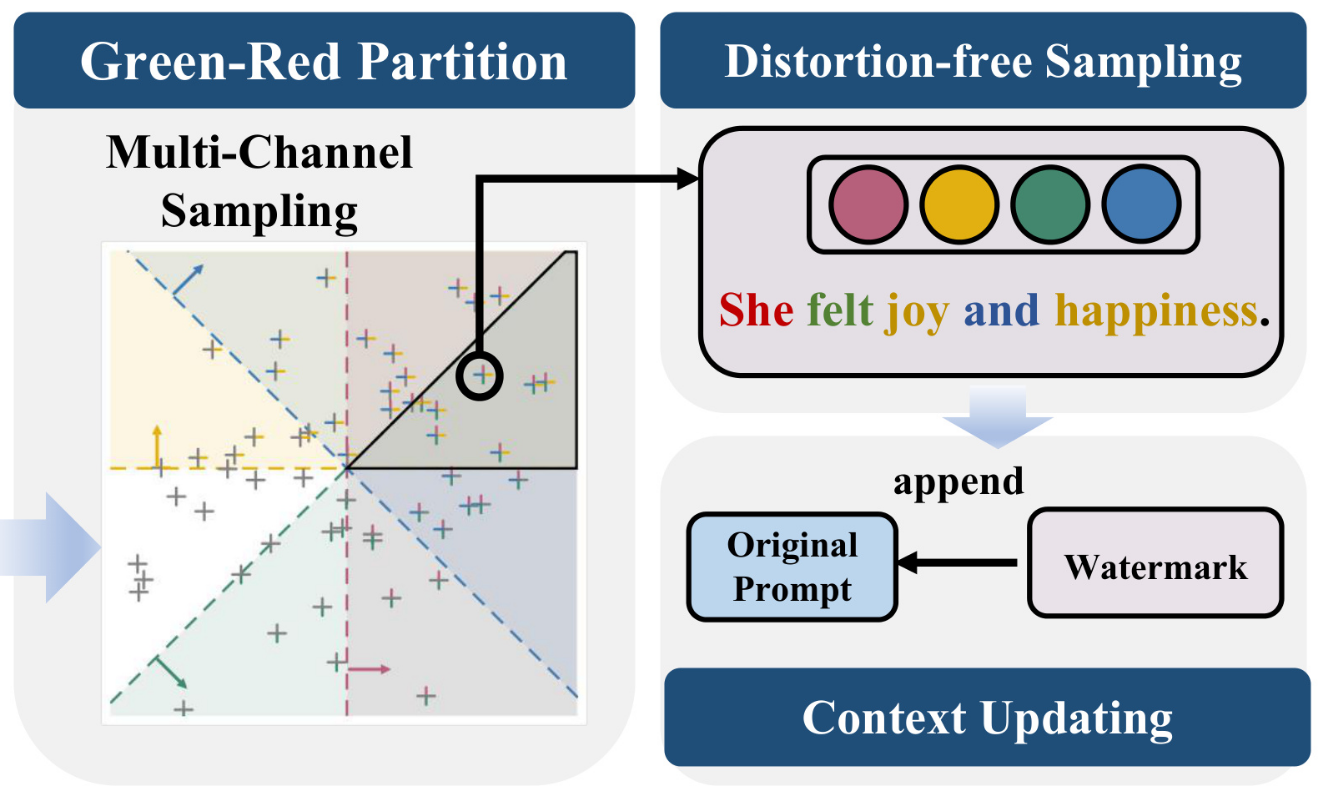 Green-Red Partition
Multi-Channel
Sampling
Distortion-free Sampling
She felt joy and happiness.
append
Original
Prompt
Watermark
Context Updating